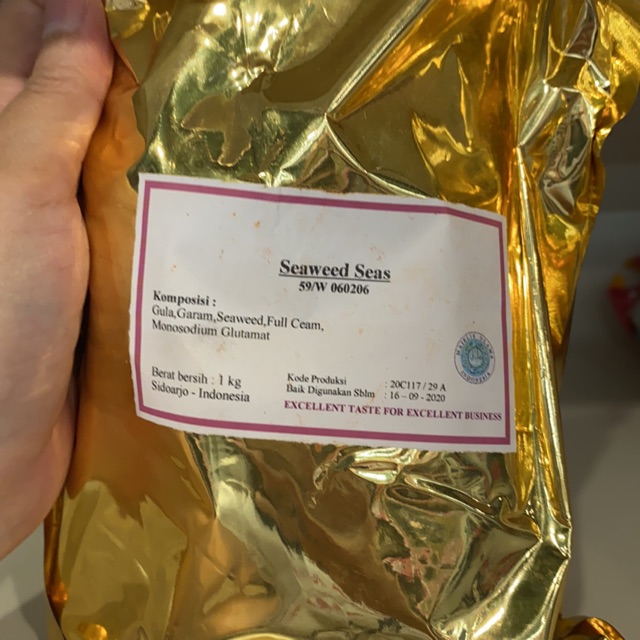 Seaweed Seas
59/W 060206
Komposisi :
Gula,Garam,Seaweed,Full Ceam,
Monosodium Glutamat
Berat bersih : 1 kg
Sidoarjo - Indonesia
Kode Produksi : 20C117 / 29 A
Baik Digunakan Sblm : 16 – 09 - 2020
EXCELLENT TASTE FOR EXCELLENT BUSINESS